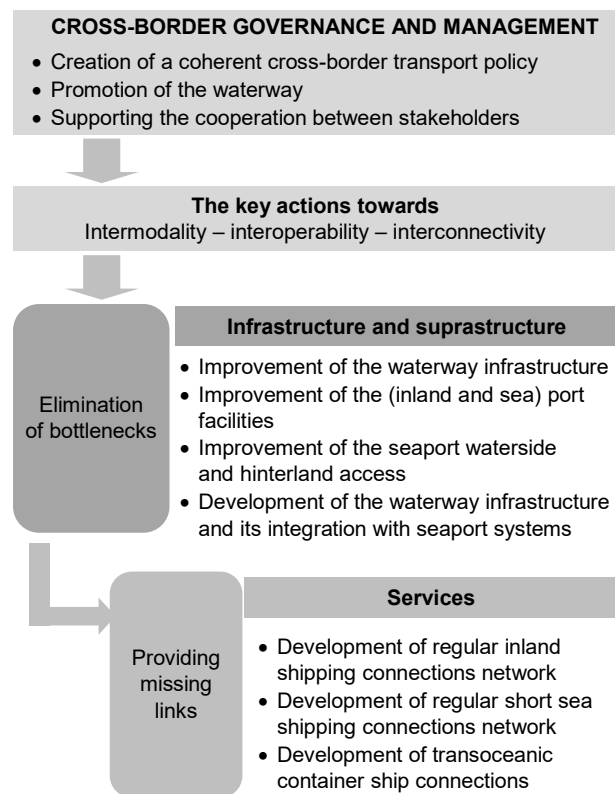 CROSS-BORDER GOVERNANCE AND MANAGEMENT
• Creation of a coherent cross-border transport policy
• Promotion of the waterway
• Supporting the cooperation between stakeholders
The key actions towards
Intermodality – interoperability – interconnectivity
Elimination
of bottlenecks
Infrastructure and suprastructure
• Improvement of the waterway infrastructure
• Improvement of the (inland and sea) port
facilities
• Improvement of the seaport waterside
and hinterland access
• Development of the waterway infrastructure
and its integration with seaport systems
Providing
missing
links
Services
• Development of regular inland
shipping connections network
• Development of regular short sea
shipping connections network
• Development of transoceanic
container ship connections